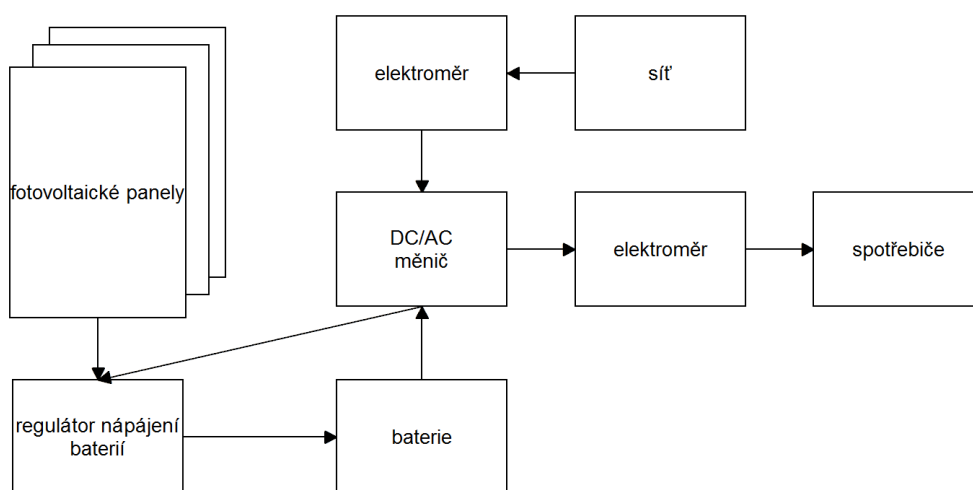 elektroměr
síť
fotovoltaické panely
DC/AC
měnič
elektroměr
spotřebiče
regulátor nápájení
baterií
baterie